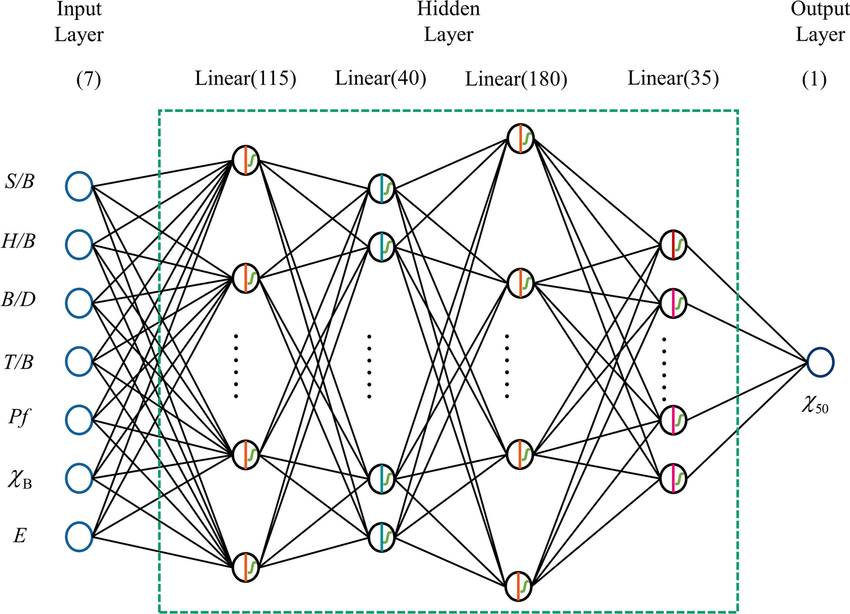 Input
Layer
Hidden
Layer
Output
Layer
(7)
Linear(115)
Linear(40)
Linear(180)
Linear(35)
(1)
S/B
H/B
B/D
T/B
Pf
χB
E
χ50